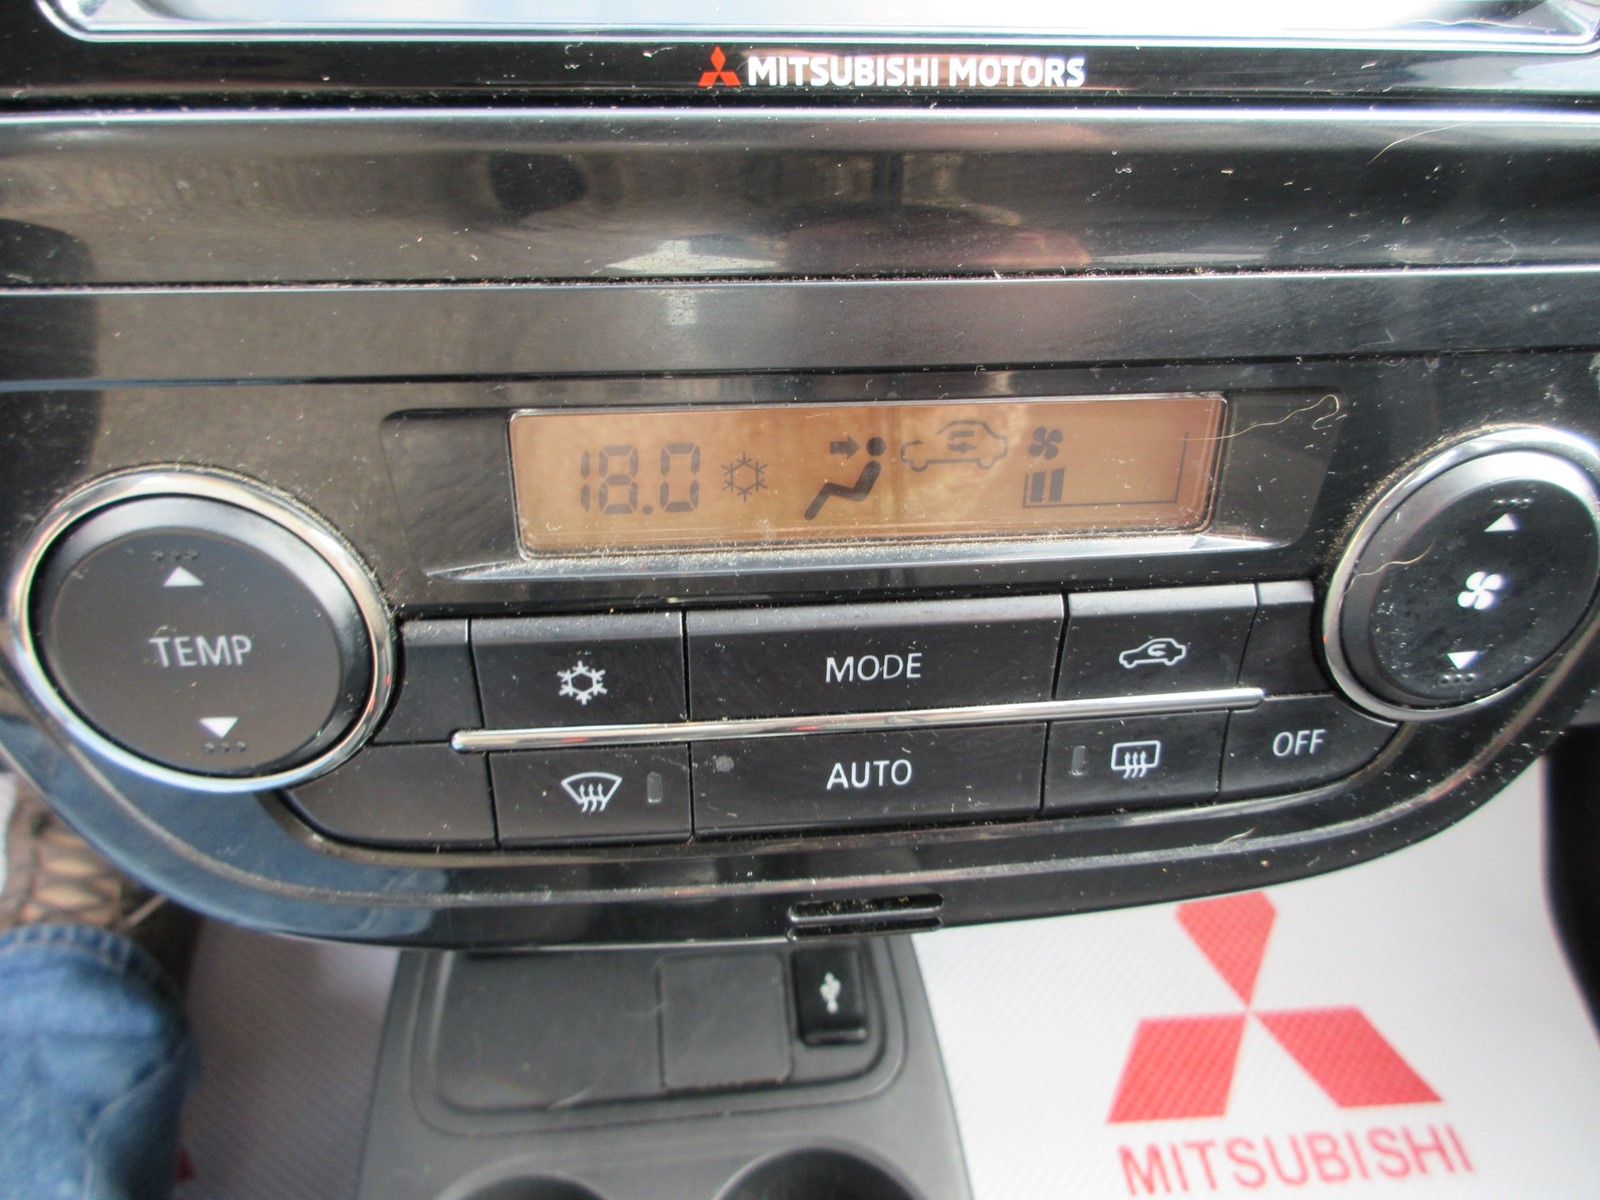 MITSUBISHI MOTORS
18.0
TEMP
MODE
AUTO
OFF
MITSUBISHI